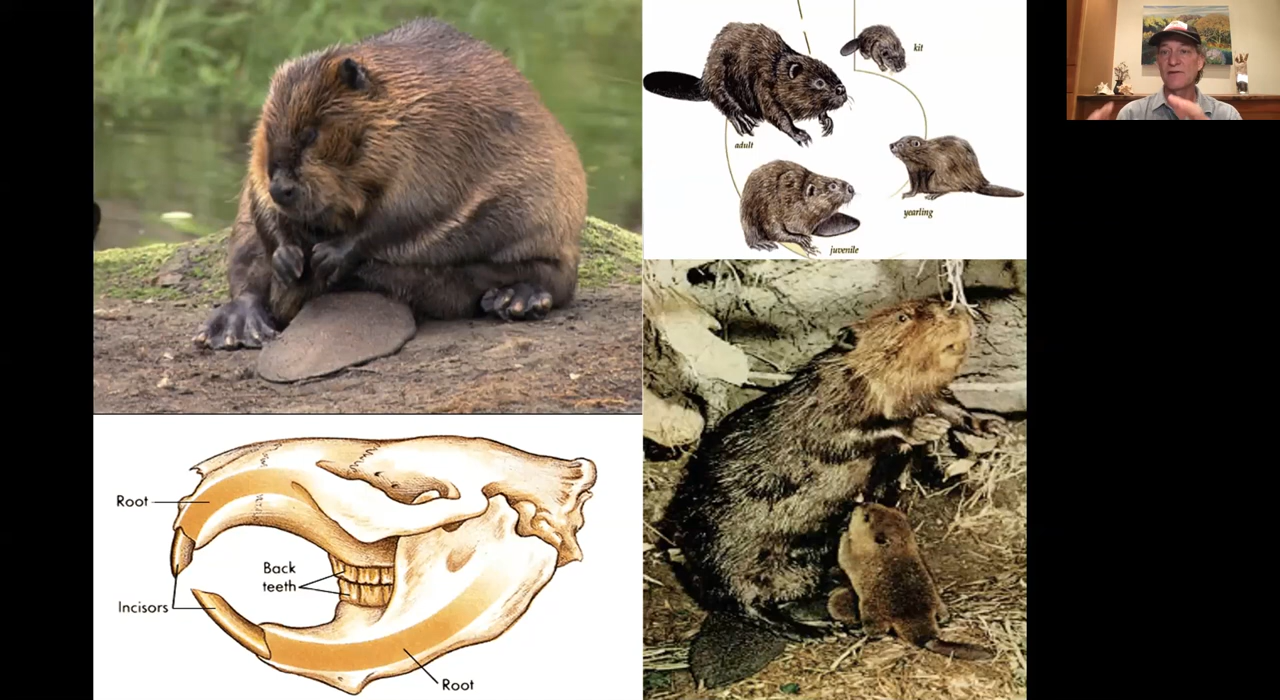 kit
adult
yearling
juvenile
Root
Back
teeth
Incisors
Root